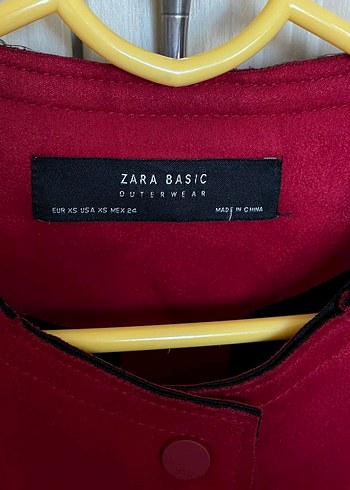 ZARA BASIC
OUTERWEAR
EUR XS USA XS MEX 24 MADE IN CHINA